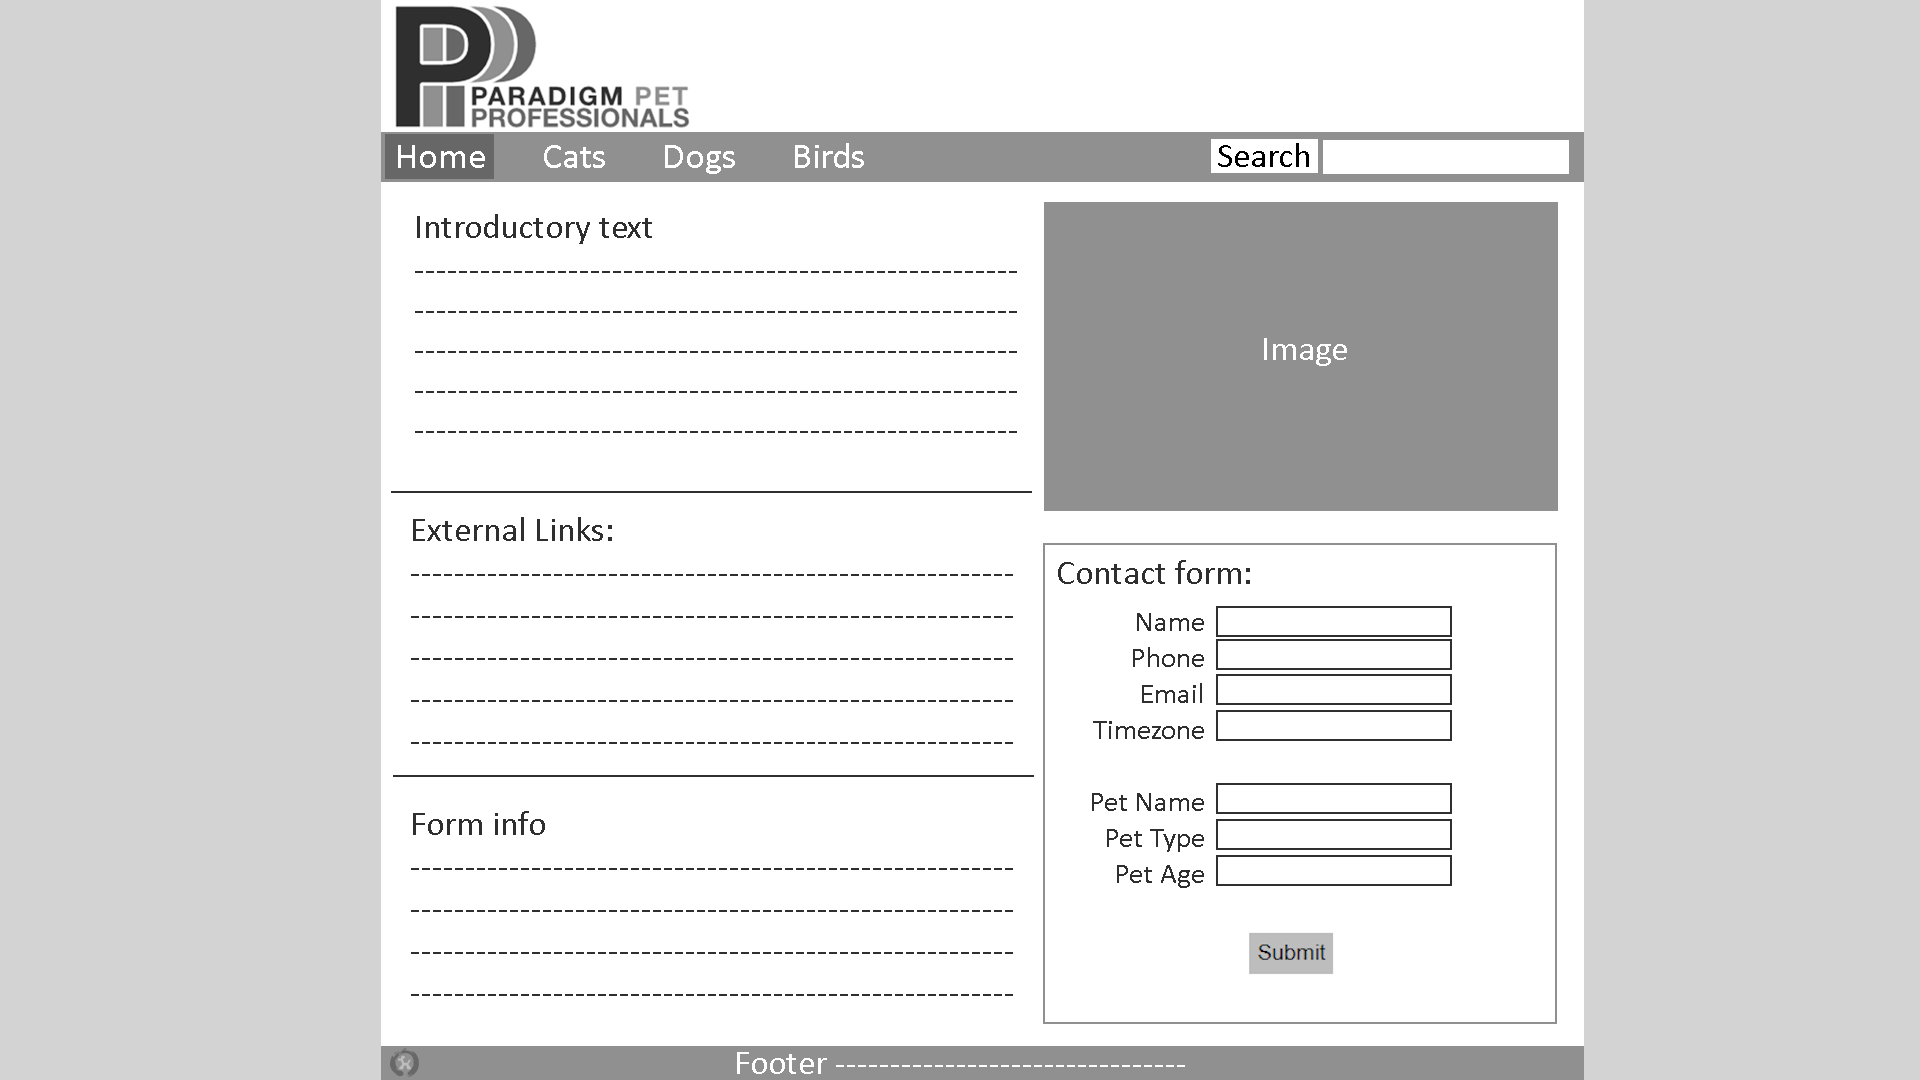 PARADIGM PET
PROFESSIONALS
Home Cats Dogs Birds Search
Introductory text
Image
External Links:
Form info
Contact form:
Name
Phone
Email
Timezone
Pet Name
Pet Type
Pet Age
Submit
Footer --------------------------------